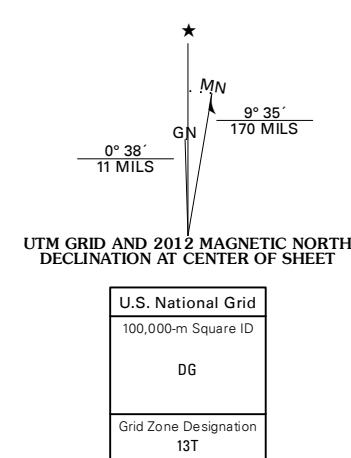 ★
MN
GN
9° 35´
170 MILS
0° 38´
11 MILS
UTM GRID AND 2012 MAGNETIC NORTH
DECLINATION AT CENTER OF SHEET
U.S. National Grid
100,000-m Square ID
DG
Grid Zone Designation
13T